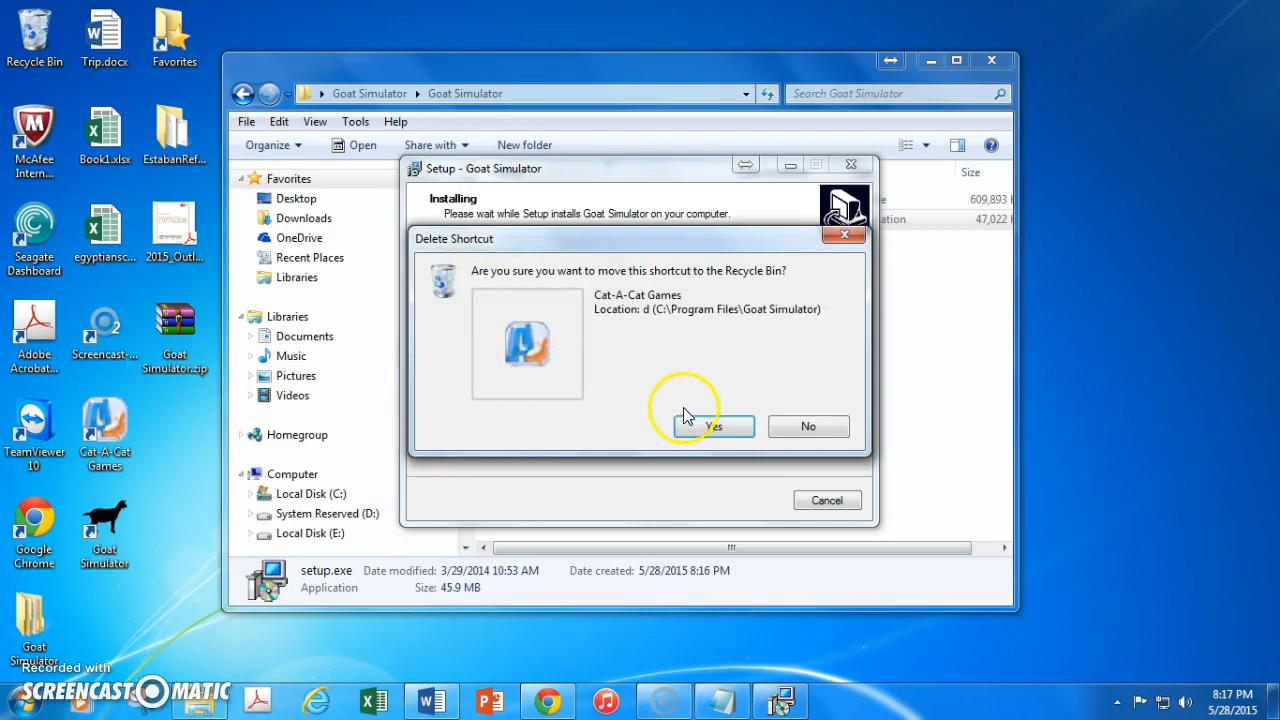 Recycle Bin
Trip.docx
Favorites
McAfee
Intern...
Book1.xlsx
EstabanRef...
Seagate
Dashboard
egyptiansc...
2015_Outl...
Adobe
Acrobat...
Screencast-...
Goat
Simulator.zip
TeamViewer
10
Cat-A-Cat
Games
Google
Chrome
Goat
Simulator
Goat
Simulator
Goat Simulator
Goat Simulator
Search Goat Simulator
File Edit View Tools Help
Organize
Open
Share with
New folder
Favorites
Desktop
Downloads
OneDrive
Recent Places
Libraries
Libraries
Documents
Music
Pictures
Videos
Homegroup
Computer
Local Disk (C:)
System Reserved (D:)
Local Disk (E:)
Size
609,893
47,022
Setup - Goat Simulator
Installing
Please wait while Setup installs Goat Simulator on your computer.
Delete Shortcut
Are you sure you want to move this shortcut to the Recycle Bin?
Cat-A-Cat Games
Location: d (C:\Program Files\Goat Simulator)
Yes
No
Cancel
setup.exe Date modified: 3/29/2014 10:53 AM Date created: 5/28/2015 8:16 PM
Application Size: 45.9 MB
Recorded with
SCREENCAST MATIC
8:17 PM
5/28/2015